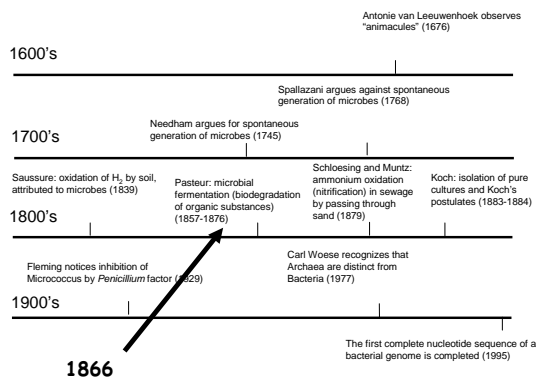 Antonie van Leeuwenhoek observes
“animacules” (1676)
1600’s
Spallazani argues against spontaneous
generation of microbes (1768)
Needham argues for spontaneous
generation of microbes (1745)
1700’s
Saussure: oxidation of H₂ by soil,
attributed to microbes (1839)
Pasteur: microbial
fermentation (biodegradation
of organic substances)
(1857-1876)
Schloesing and Muntz:
ammonium oxidation
(nitrification) in sewage
by passing through
sand (1879)
Koch: isolation of pure
cultures and Koch’s
postulates (1883-1884)
1800’s
Fleming notices inhibition of
Micrococcus by Penicillium factor (1929)
Carl Woese recognizes that
Archaea are distinct from
Bacteria (1977)
1900’s
The first complete nucleotide sequence of a
bacterial genome is completed (1995)
1866